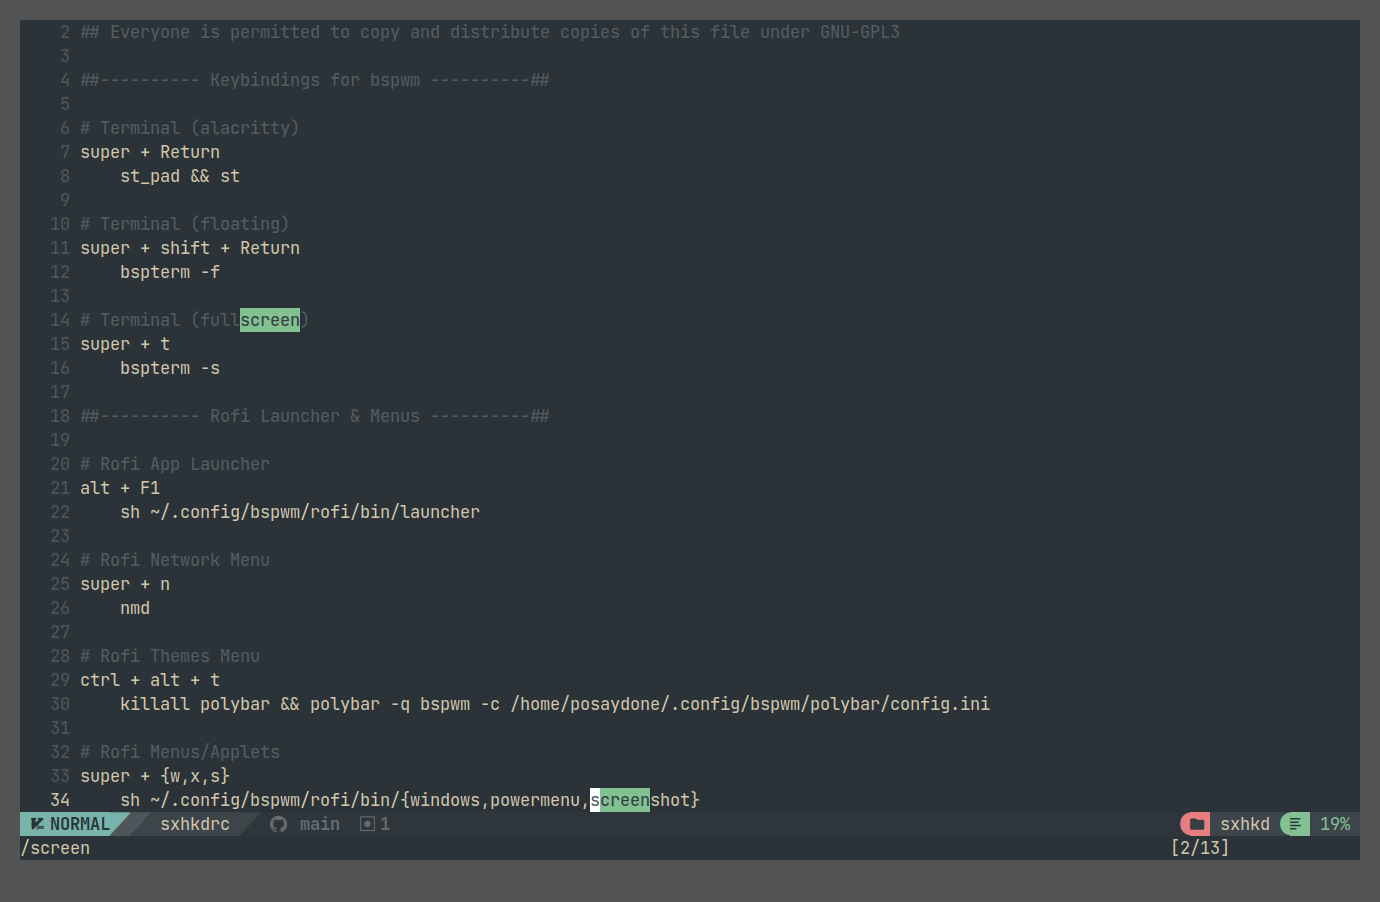 2 ## Everyone is permitted to copy and distribute copies of this file under GNU-GPL3
3
4 ##---------- Keybindings for bspwm ----------##
5
6 # Terminal (alacritty)
7 super + Return
8     st_pad && st
9
10 # Terminal (floating)
11 super + shift + Return
12     bspterm -f
13
14 # Terminal (fullscreen)
15 super + t
16     bspterm -s
17
18 ##---------- Rofi Launcher & Menus ----------##
19
20 # Rofi App Launcher
21 alt + F1
22     sh ~/.config/bspwm/rofi/bin/launcher
23
24 # Rofi Network Menu
25 super + n
26     nmd
27
28 # Rofi Themes Menu
29 ctrl + alt + t
30     killall polybar && polybar -q bspwm -c /home/posaydone/.config/bspwm/polybar/config.ini
31
32 # Rofi Menus/Applets
33 super + {w,x,s}
34     sh ~/.config/bspwm/rofi/bin/{windows,powermenu,screenshot}
NORMAL sxhkdrc main 1 sxhkd 19%
/screen [2/13]